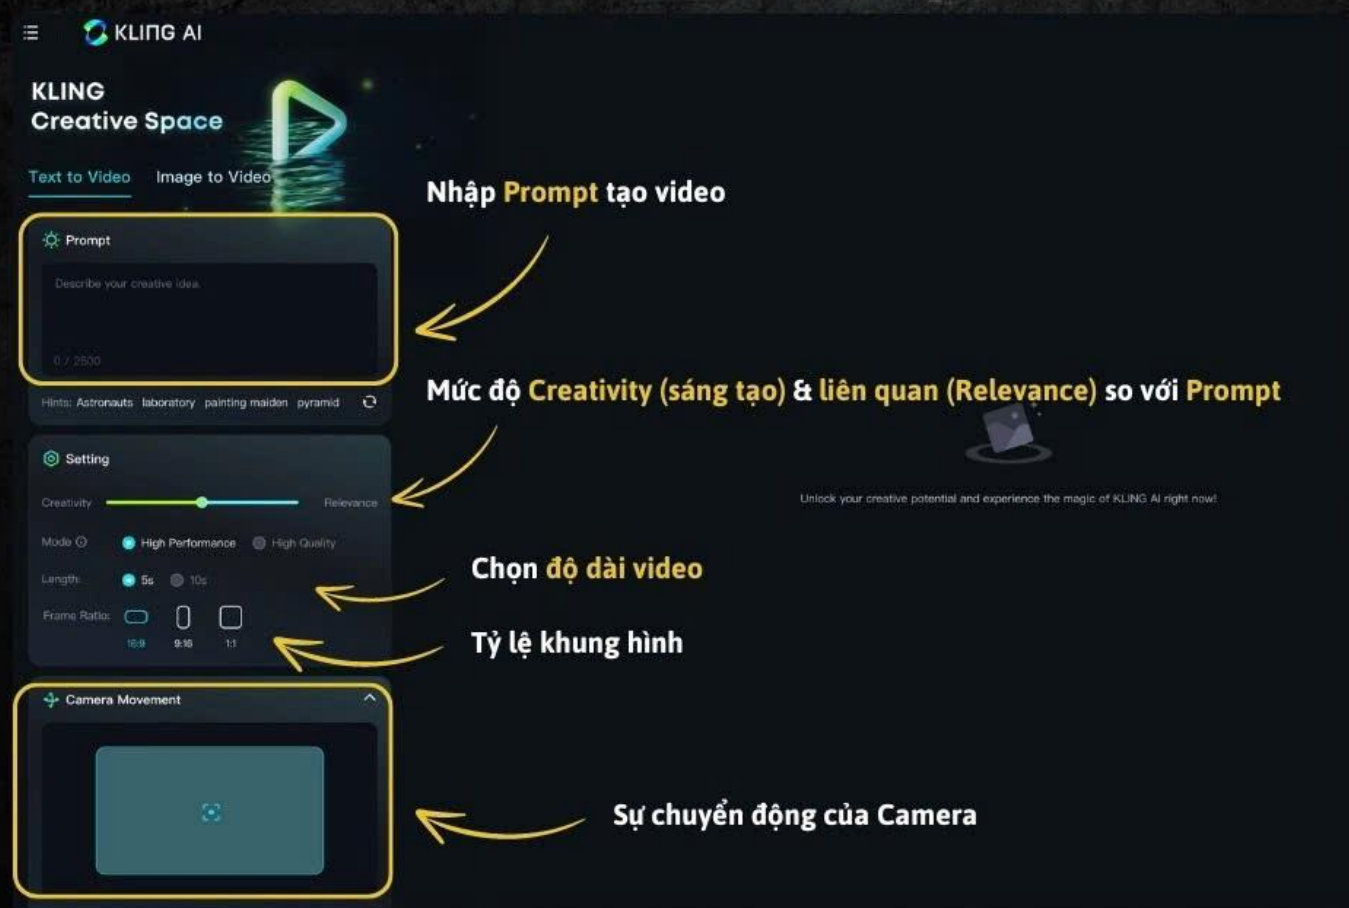 KLING AI
KLING
Creative Space
Text to Video Image to Video
Nhập Prompt tạo video
Prompt
Describe your creative idea.
0 / 2500
Hints: Astronauts laboratory painting maiden pyramid
Mức độ Creativity (sáng tạo) & liên quan (Relevance) so với Prompt
Setting
Creativity Relevance
Unlock your creative potential and experience the magic of KLING AI right now!
Mode High Performance High Quality
Chọn độ dài video
Length: 5s 10s
Frame Ratio:
16:9 9:16 1:1
Tỷ lệ khung hình
Camera Movement
Sự chuyển động của Camera